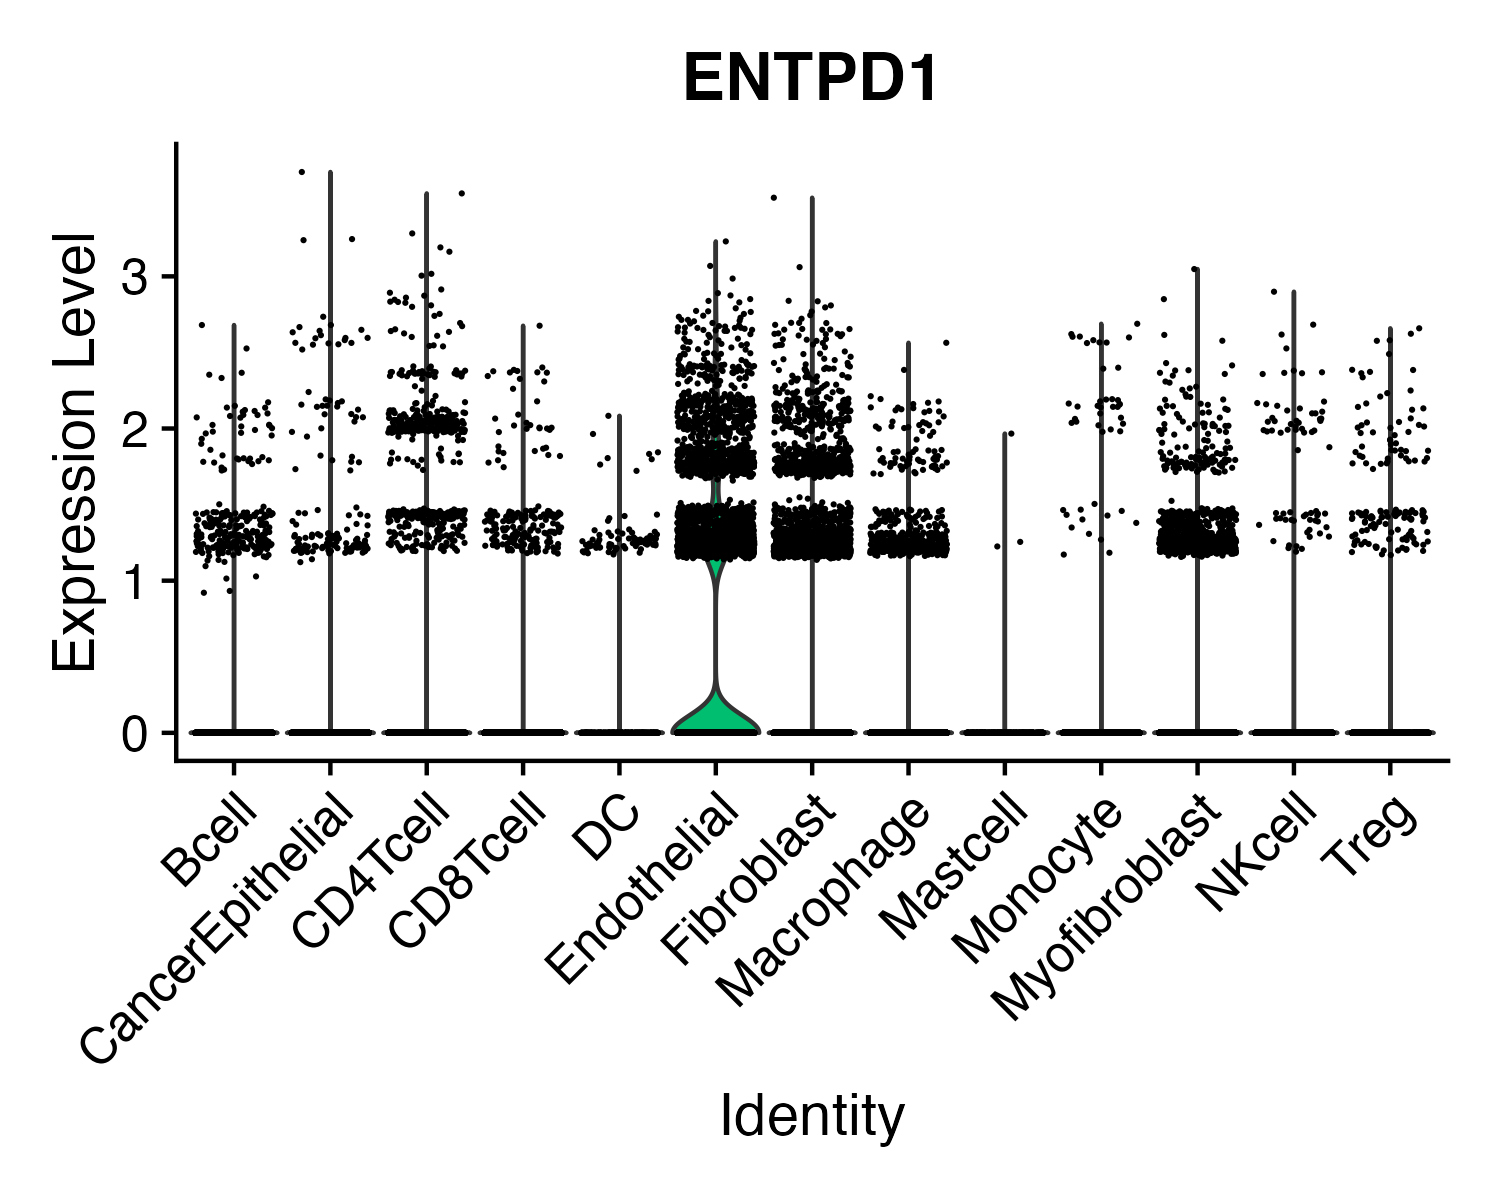 ENTPD1
Expression Level
3
2
1
0
Bcell
CancerEpithelial
CD4Tcell
CD8Tcell
DC
Endothelial
Fibroblast
Macrophage
Mastcell
Monocyte
Myofibroblast
NKcell
Treg
Identity